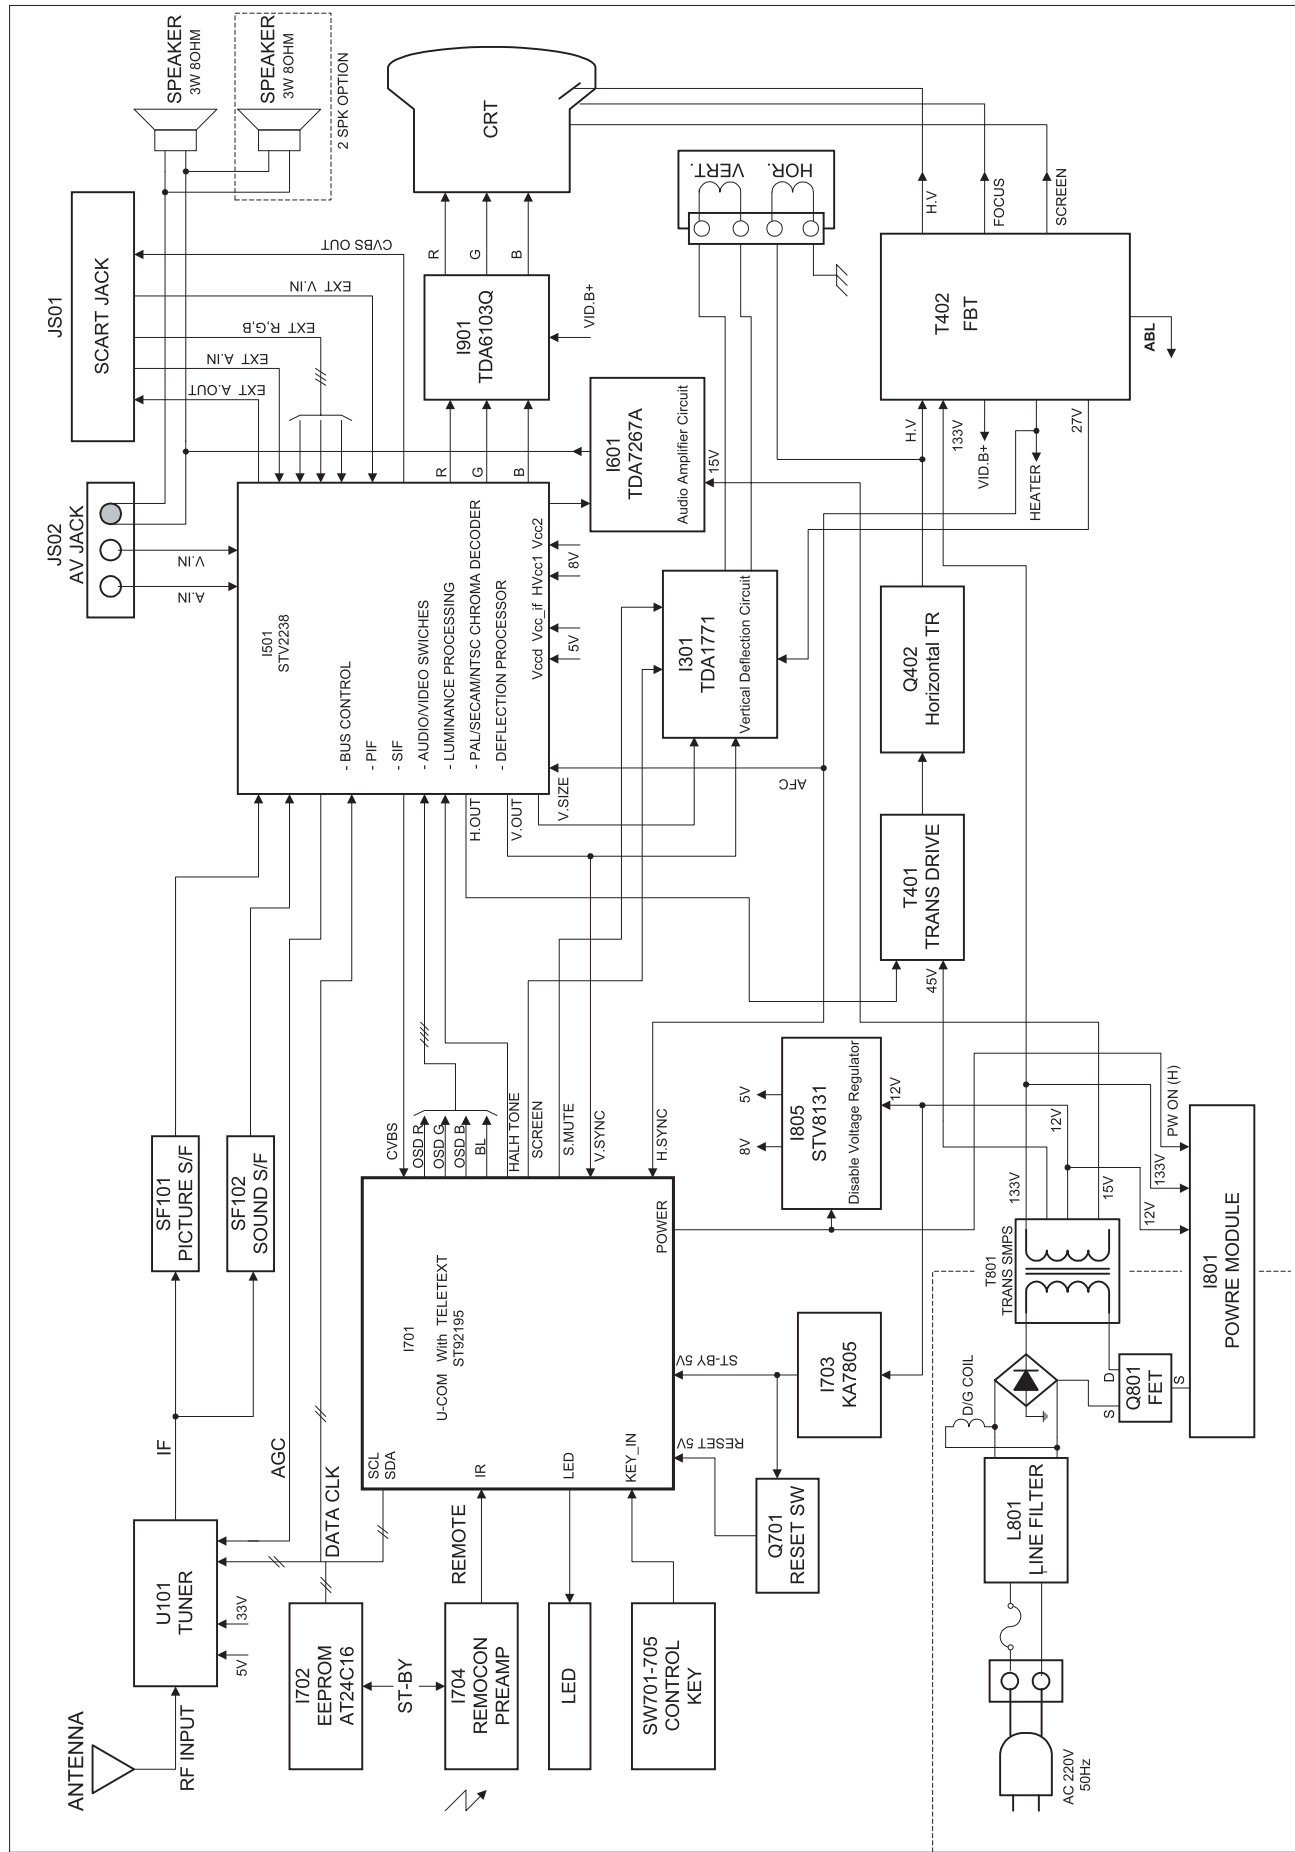 ANTENNA
RF INPUT
U101
TUNER
5V
33V
IF
AGC
SF101
PICTURE S/F
SF102
SOUND S/F
JS02
AV JACK
A.IN
V.IN
JS01
SCART JACK
EXT A.OUT
EXT A.IN
EXT R,G,B
EXT V.IN
CVBS OUT
SPEAKER
3W 8OHM
SPEAKER
3W 8OHM
2 SPK OPTION
I501
STV2238
- BUS CONTROL
- PIF
- SIF
- AUDIO/VIDEO SWICHES
- LUMINANCE PROCESSING
- PAL/SECAM/NTSC CHROMA DECODER
- DEFLECTION PROCESSOR
H.OUT
V.OUT
V.SIZE
Vccd Vcc_if HVcc1 Vcc2
5V
8V
R
G
B
I901
TDA6103Q
R
G
B
VID.B+
CRT
I702
EEPROM
AT24C16
DATA CLK
ST-BY
I704
REMOCON
PREAMP
REMOTE
LED
SW701-705
CONTROL
KEY
SCL
SDA
IR
LED
KEY_IN
I701
U-COM With TELETEXT
ST92195
CVBS
OSD R
OSD G
OSD B
BL
HALH TONE
SCREEN
S.MUTE
V.SYNC
H.SYNC
POWER
RESET 5V
ST-BY 5V
Q701
RESET SW
I703
KA7805
I601
TDA7267A
Audio Amplifier Circuit
15V
I301
TDA1771
Vertical Deflection Circuit
AFC
VERT.
HOR.
I805
STV8131
Disable Voltage Regulator
8V
5V
12V
T401
TRANS DRIVE
45V
Q402
Horizontal TR
T402
FBT
H.V
133V
VID.B+
HEATER
27V
H.V
FOCUS
SCREEN
ABL
AC 220V
50Hz
L801
LINE FILTER
D/G COIL
T801
TRANS SMPS
133V
12V
15V
12V
133V
PW ON (H)
S
D
Q801
FET
S
I801
POWRE MODULE